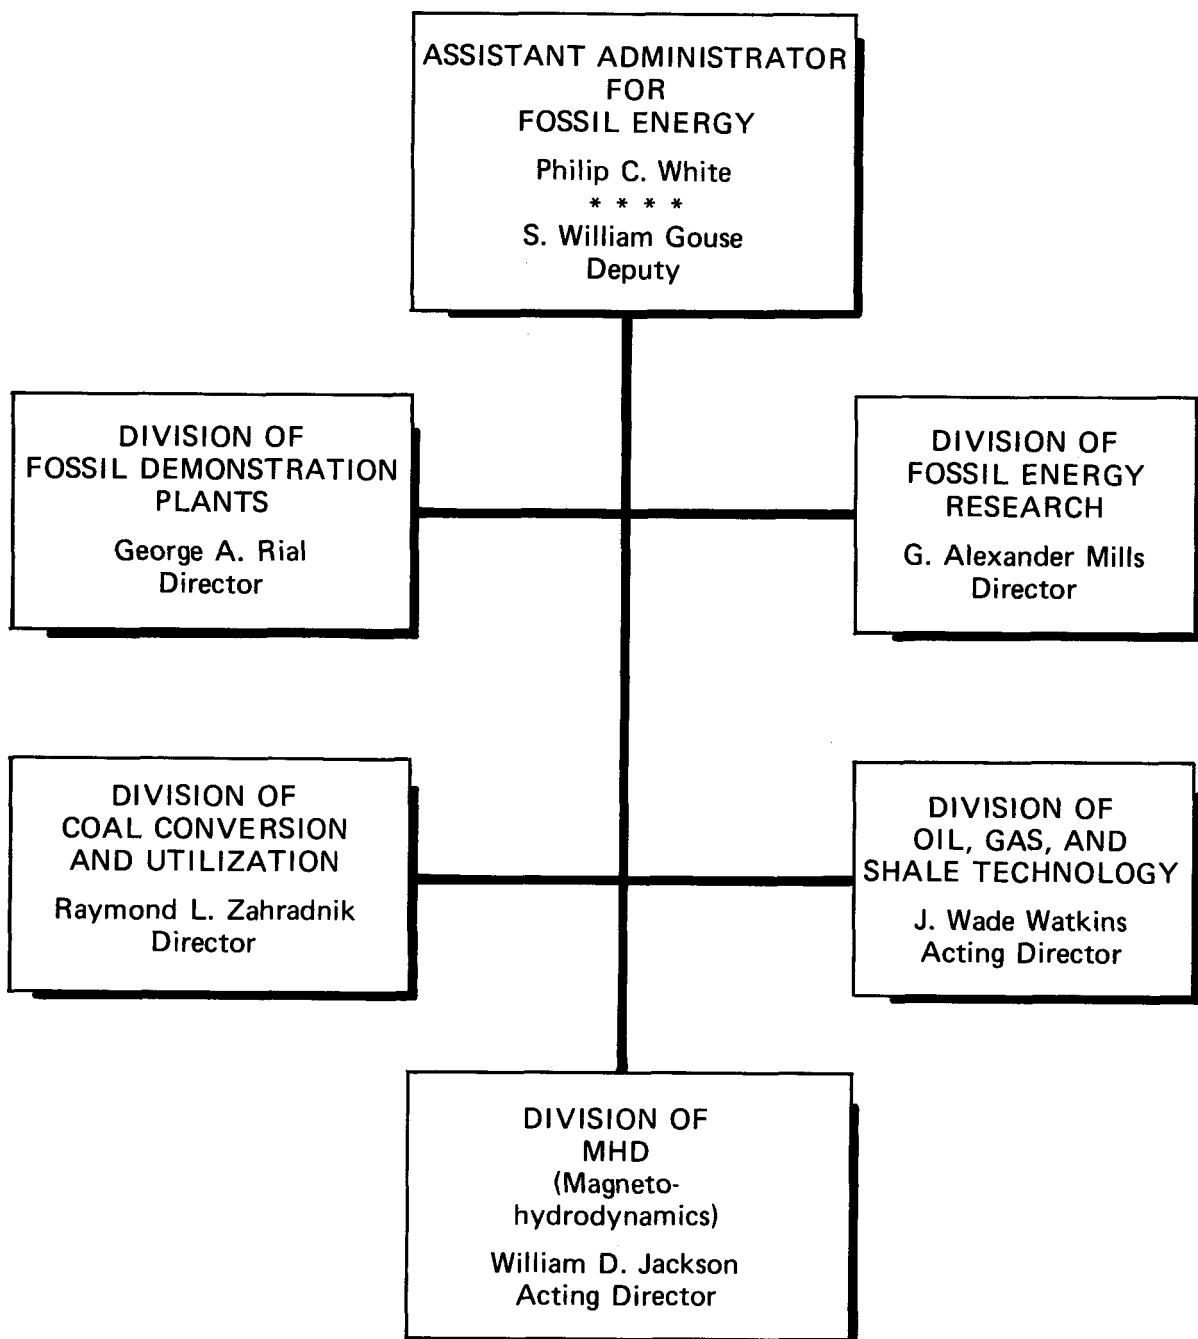 ASSISTANT ADMINISTRATOR
FOR
FOSSIL ENERGY
Philip C. White
* * * *
S. William Gouse
Deputy
DIVISION OF
FOSSIL DEMONSTRATION
PLANTS
George A. Rial
Director
DIVISION OF
FOSSIL ENERGY
RESEARCH
G. Alexander Mills
Director
DIVISION OF
COAL CONVERSION
AND UTILIZATION
Raymond L. Zahradnik
Director
DIVISION OF
OIL, GAS, AND
SHALE TECHNOLOGY
J. Wade Watkins
Acting Director
DIVISION OF
MHD
(Magneto-
hydrodynamics)
William D. Jackson
Acting Director